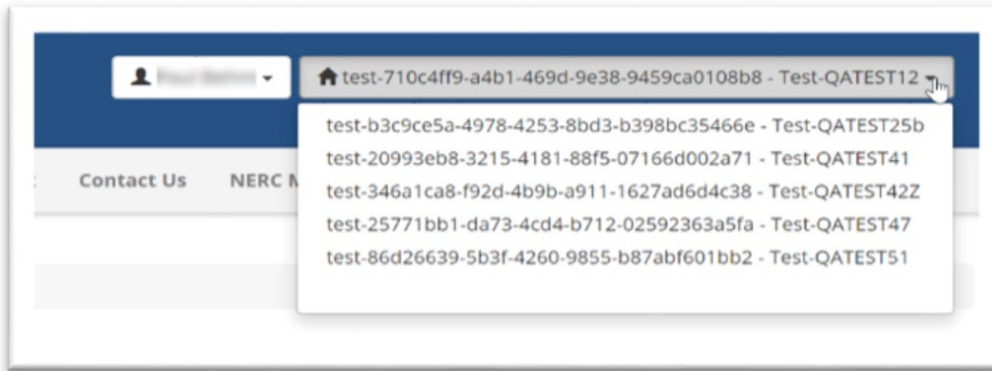 test-710c4ff9-a4b1-469d-9e38-9459ca0108b8 - Test-QATEST12
test-b3c9ce5a-4978-4253-8bd3-b398bc35466e - Test-QATEST25b
test-20993eb8-3215-4181-88f5-07166d002a71 - Test-QATEST41
Contact Us NERC
test-346a1ca8-f92d-4b9b-a911-1627ad6d4c38 - Test-QATEST42Z
test-25771bb1-da73-4cd4-b712-02592363a5fa - Test-QATEST47
test-86d26639-5b3f-4260-9855-b87abf601bb2 - Test-QATEST51